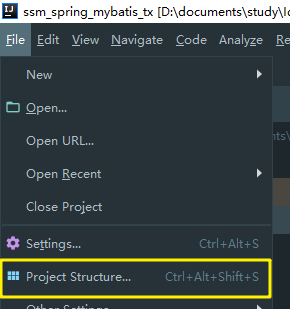 IJ
ssm_spring_mybatis_tx [D:\documents\study\Ic
File Edit View Navigate Code Analyze Re
New
Open...
Open URL...
Open Recent
Close Project
Settings... Ctrl+Alt+S
Project Structure... Ctrl+Alt+Shift+S
Other Settings